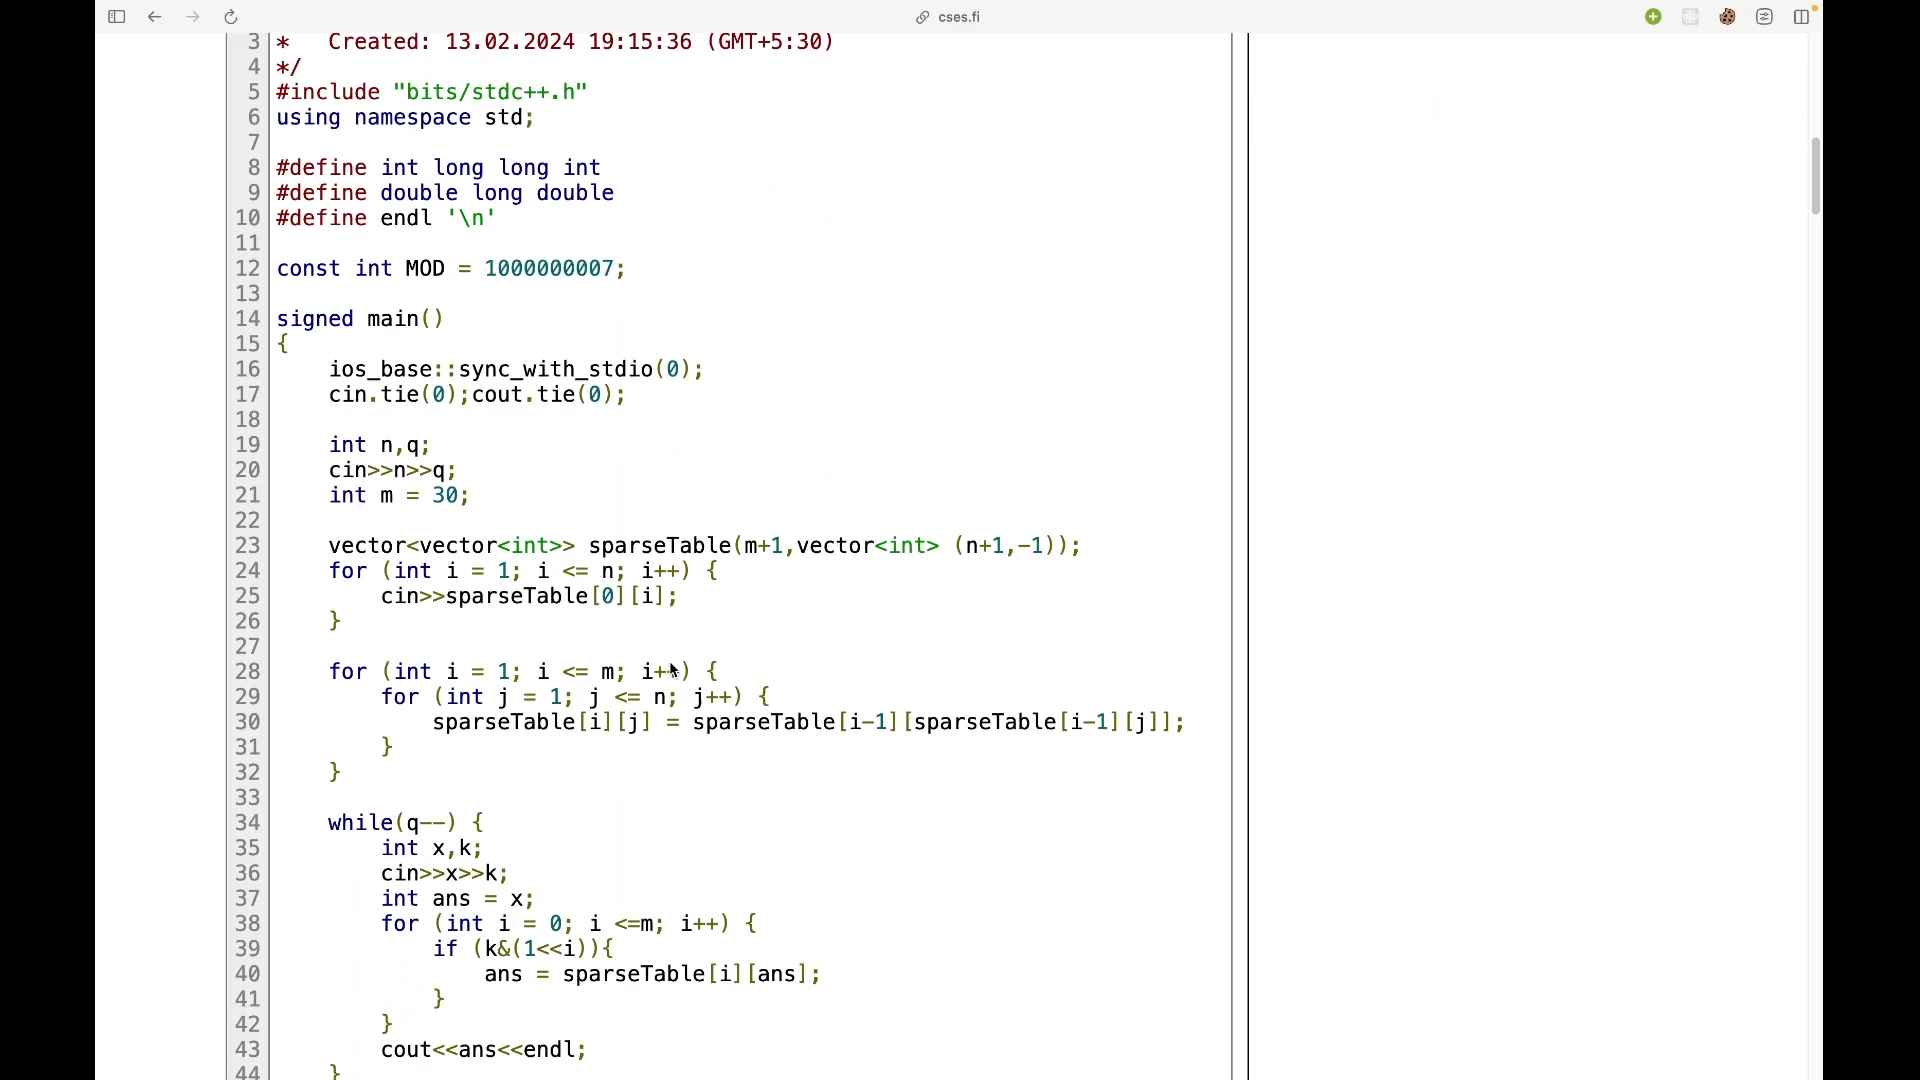 cses.fi
3 *   Created: 13.02.2024 19:15:36 (GMT+5:30)
4 */
5 #include "bits/stdc++.h"
6 using namespace std;
7
8 #define int long long int
9 #define double long double
10 #define endl '\n'
11
12 const int MOD = 1000000007;
13
14 signed main()
15 {
16     ios_base::sync_with_stdio(0);
17     cin.tie(0);cout.tie(0);
18
19     int n,q;
20     cin>>n>>q;
21     int m = 30;
22
23     vector<vector<int>> sparseTable(m+1,vector<int> (n+1,-1));
24     for (int i = 1; i <= n; i++) {
25         cin>>sparseTable[0][i];
26     }
27
28     for (int i = 1; i <= m; i++) {
29         for (int j = 1; j <= n; j++) {
30             sparseTable[i][j] = sparseTable[i-1][sparseTable[i-1][j]];
31         }
32     }
33
34     while(q--) {
35         int x,k;
36         cin>>x>>k;
37         int ans = x;
38         for (int i = 0; i <=m; i++) {
39             if (k&(1<<i)){
40                 ans = sparseTable[i][ans];
41             }
42         }
43         cout<<ans<<endl;
44     }